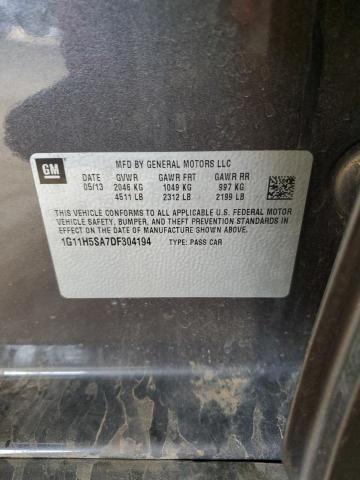 GM
MFD BY GENERAL MOTORS LLC
DATE GVWR GAWR FRT GAWR RR
05/13 2046 KG 1049 KG 997 KG
4511 LB 2312 LB 2199 LB
THIS VEHICLE CONFORMS TO ALL APPLICABLE U.S. FEDERAL MOTOR
VEHICLE SAFETY, BUMPER, AND THEFT PREVENTION STANDARDS
IN EFFECT ON THE DATE OF MANUFACTURE SHOWN ABOVE.
1G11H5SA7DF304194 TYPE: PASS CAR